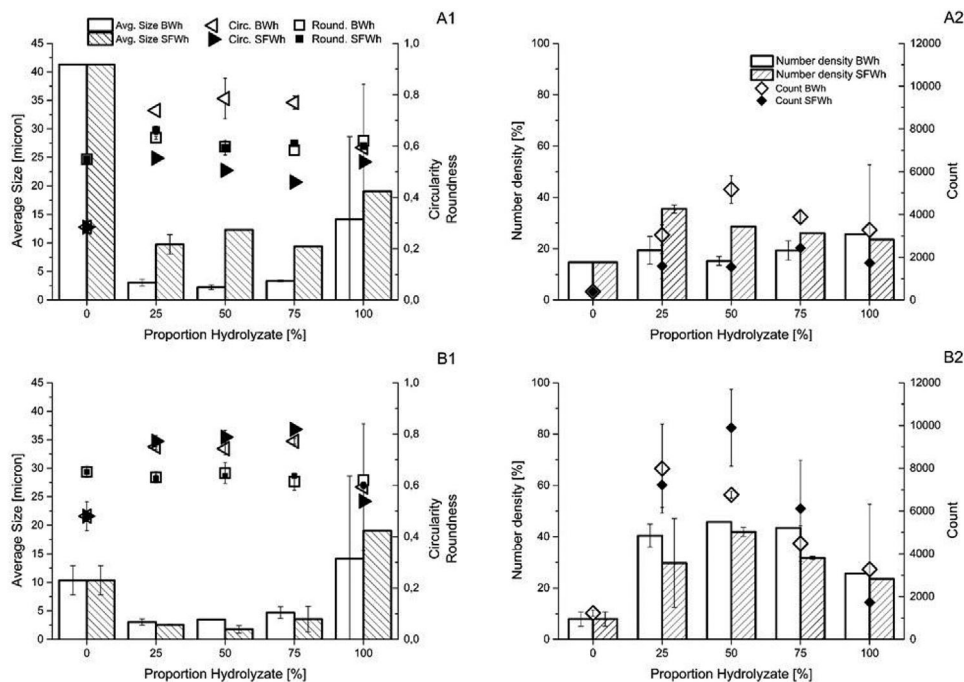 A1
Avg. Size BWh Circ. BWh Round. BWh
Avg. Size SFWh Circ. SFWh Round. SFWh
45 1,0
40
35 0,8
30
25 0,6
20
15 0,4
10 0,2
5
0 0,0
0 25 50 75 100
Average Size [micron]
Circularity
Roundness
Proportion Hydrolyzate [%]
A2
100 12000
80 10000
8000
60
6000
40
4000
20 2000
0 0
Number density BWh
Number density SFWh
Count BWh
Count SFWh
0 25 50 75 100
Number density [%]
Count
Proportion Hydrolyzate [%]
B1
45 1,0
40
35 0,8
30
25 0,6
20
15 0,4
10 0,2
5
0 0,0
0 25 50 75 100
Average Size [micron]
Circularity
Roundness
Proportion Hydrolyzate [%]
B2
100 12000
80 10000
8000
60
6000
40
4000
20 2000
0 0
0 25 50 75 100
Number density [%]
Count
Proportion Hydrolyzate [%]